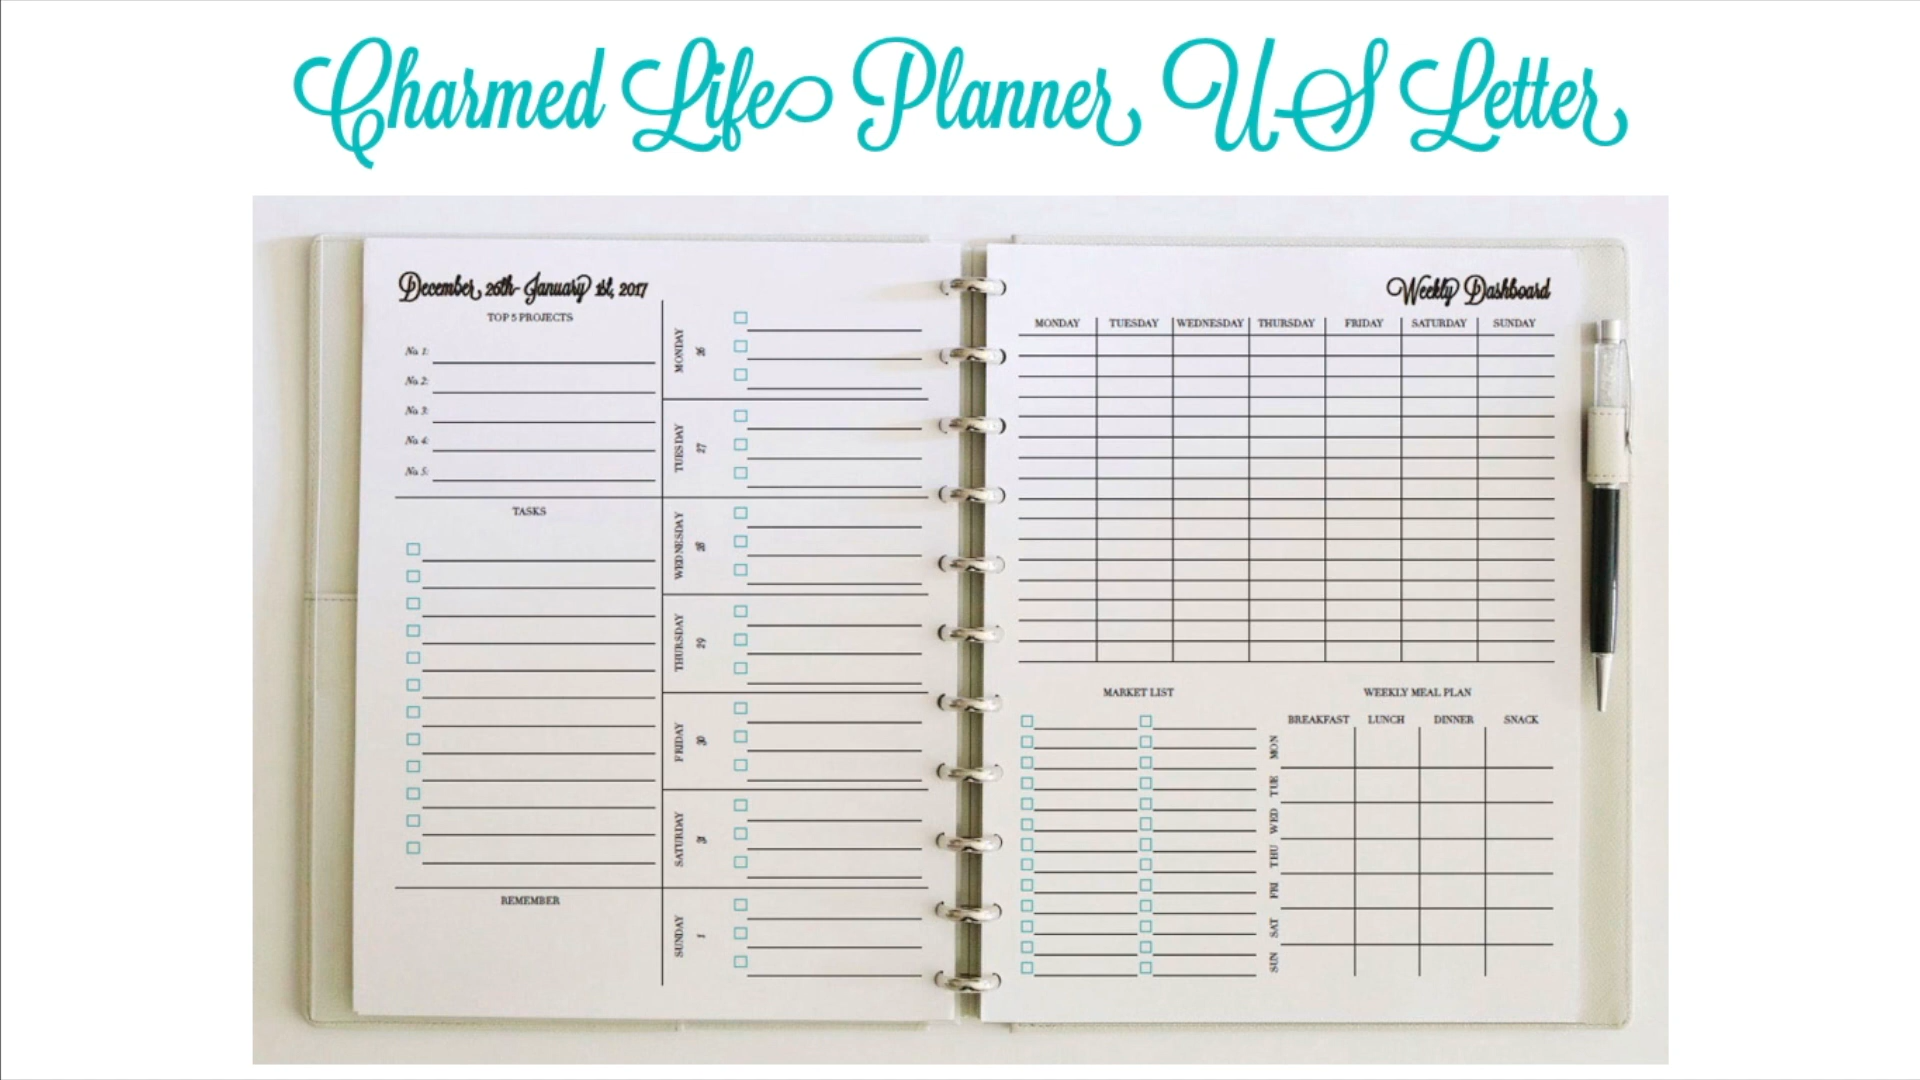 Charmed Life Planner, US Letter
December, 26th - January 1st, 2017
TOP 5 PROJECTS
No 1:
No 2:
No 3:
No 4:
No 5:
TASKS
REMEMBER
MONDAY
26
TUESDAY
27
WEDNESDAY
28
THURSDAY
29
FRIDAY
30
SATURDAY
31
SUNDAY
1
Weekly Dashboard
MONDAY TUESDAY WEDNESDAY THURSDAY FRIDAY SATURDAY SUNDAY
MARKET LIST
WEEKLY MEAL PLAN
BREAKFAST LUNCH DINNER SNACK
MON
TUE
WED
THU
FRI
SAT
SUN